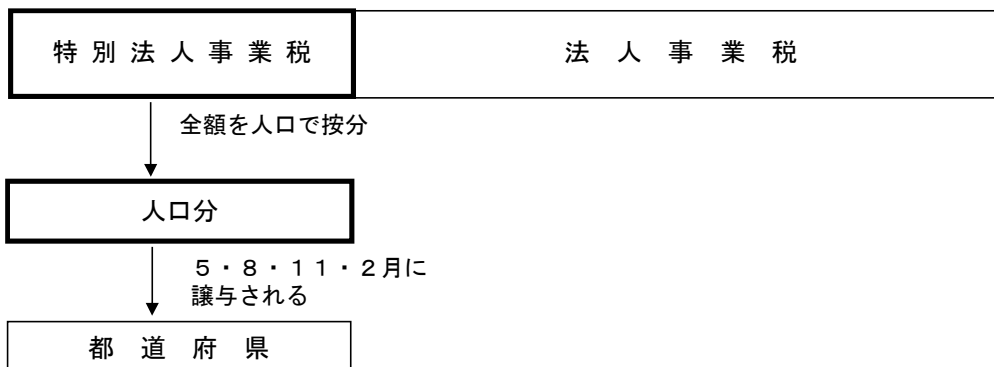 特別法人事業税
法人事業税
全額を人口で按分
人口分
５・８・１１・２月に
譲与される
都道府県